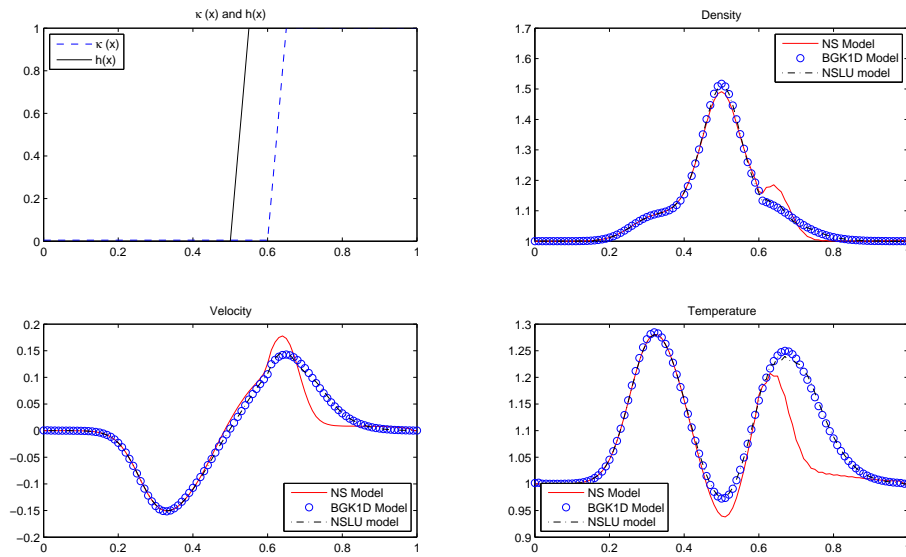 κ (x) and h(x)
1
0.8
0.6
0.4
0.2
0
0 0.2 0.4 0.6 0.8 1
κ (x)
h(x)
Density
1.7
1.6
1.5
1.4
1.3
1.2
1.1
1
0 0.2 0.4 0.6 0.8 1
NS Model
BGK1D Model
NSLU model
Velocity
0.2
0.15
0.1
0.05
0
−0.05
−0.1
−0.15
−0.2
0 0.2 0.4 0.6 0.8 1
NS Model
BGK1D Model
NSLU model
Temperature
1.3
1.25
1.2
1.15
1.1
1.05
1
0.95
0.9
0 0.2 0.4 0.6 0.8 1
NS Model
BGK1D Model
NSLU model